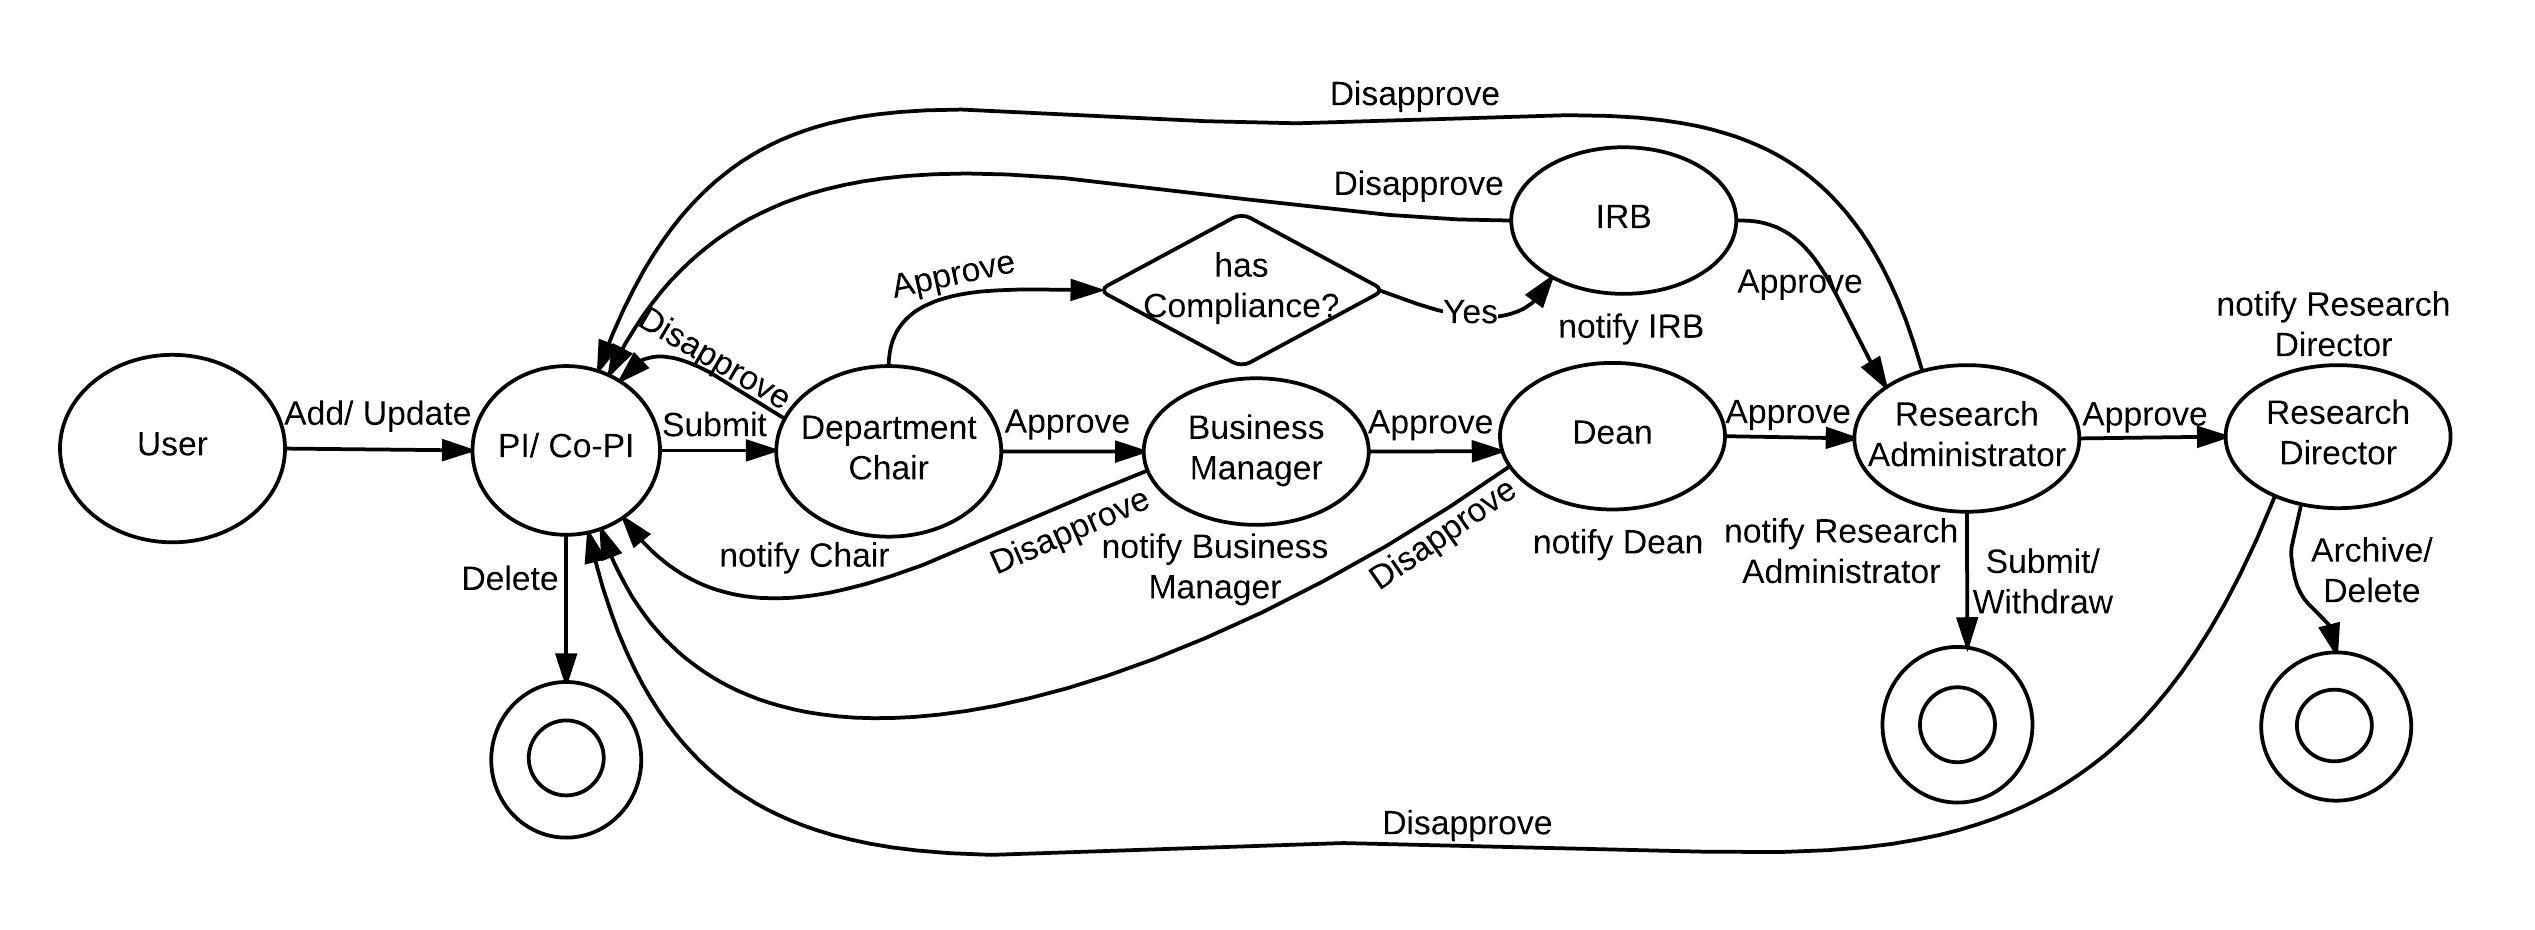 Disapprove
Disapprove
IRB
has
Compliance?
Approve
Yes
Approve
notify IRB
notify Research
Director
Disapprove
User
Add/ Update
PI/ Co-PI
Submit
Department
Chair
Approve
Business
Manager
Approve
Dean
Approve
Research
Administrator
Approve
Research
Director
Delete
notify Chair
Disapprove
notify Business
Manager
Disapprove
notify Dean
notify Research
Administrator
Submit/
Withdraw
Archive/
Delete
Disapprove